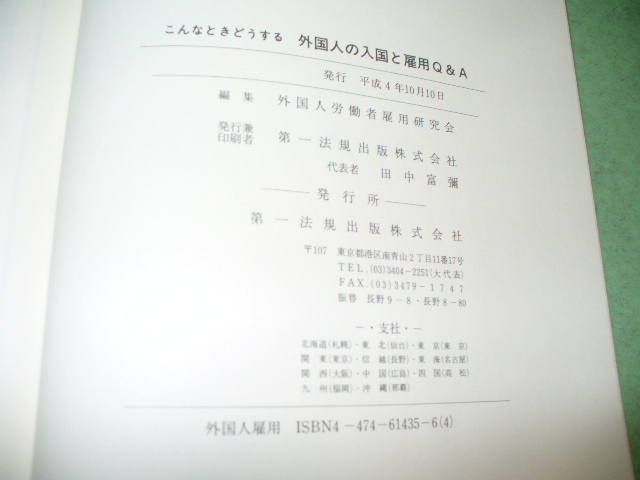 こんなときどうする 外国人の入国と雇用Q&A
発行 平成4年10月10日
編集 外国人労働者雇用研究会
発行兼印刷者 第一法規出版株式会社
代表者 田中富彌
発行所
第一法規出版株式会社
〒107 東京都港区南青山2丁目11番17号
TEL.(03)3404-2251(大代表)
FAX.(03)3479-1747
振替 長野9-8・長野8-80
・支社・
北海道(札幌)・東北(仙台)・東京(東京)
関東(東京)・信越(長野)・東海(名古屋)
関西(大阪)・中国(広島)・四国(高松)
九州(福岡)・沖縄(那覇)
外国人雇用 ISBN4-474-61435-6(4)